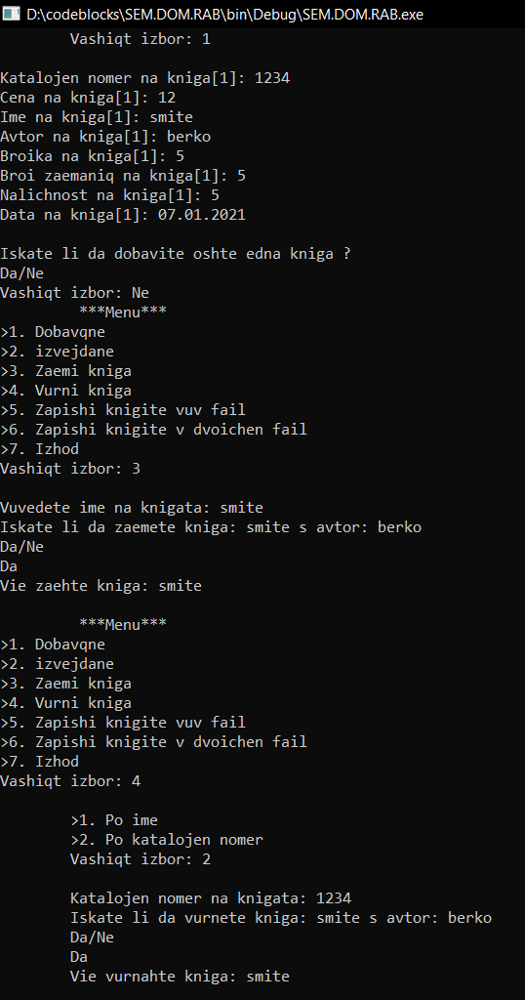 D:\codeblocks\SEM.DOM.RAB\bin\Debug\SEM.DOM.RAB.exe
Vashiqt izbor: 1
Katalojen nomer na kniga[1]: 1234
Cena na kniga[1]: 12
Ime na kniga[1]: smite
Avtor na kniga[1]: berko
Broika na kniga[1]: 5
Broi zaemaniq na kniga[1]: 5
Nalichnost na kniga[1]: 5
Data na kniga[1]: 07.01.2021
Iskate li da dobavite oshte edna kniga ?
Da/Ne
Vashiqt izbor: Ne
***Menu***
>1. Dobavqne
>2. izvejdane
>3. Zaemi kniga
>4. Vurni kniga
>5. Zapishi knigite vuv fail
>6. Zapishi knigite v dvoichen fail
>7. Izhod
Vashiqt izbor: 3
Vuvedete ime na knigata: smite
Iskate li da zaemete kniga: smite s avtor: berko
Da/Ne
Da
Vie zaehte kniga: smite
***Menu***
>1. Dobavqne
>2. izvejdane
>3. Zaemi kniga
>4. Vurni kniga
>5. Zapishi knigite vuv fail
>6. Zapishi knigite v dvoichen fail
>7. Izhod
Vashiqt izbor: 4
>1. Po ime
>2. Po katalojen nomer
Vashiqt izbor: 2
Katalojen nomer na knigata: 1234
Iskate li da vurnete kniga: smite s avtor: berko
Da/Ne
Da
Vie vurnahte kniga: smite